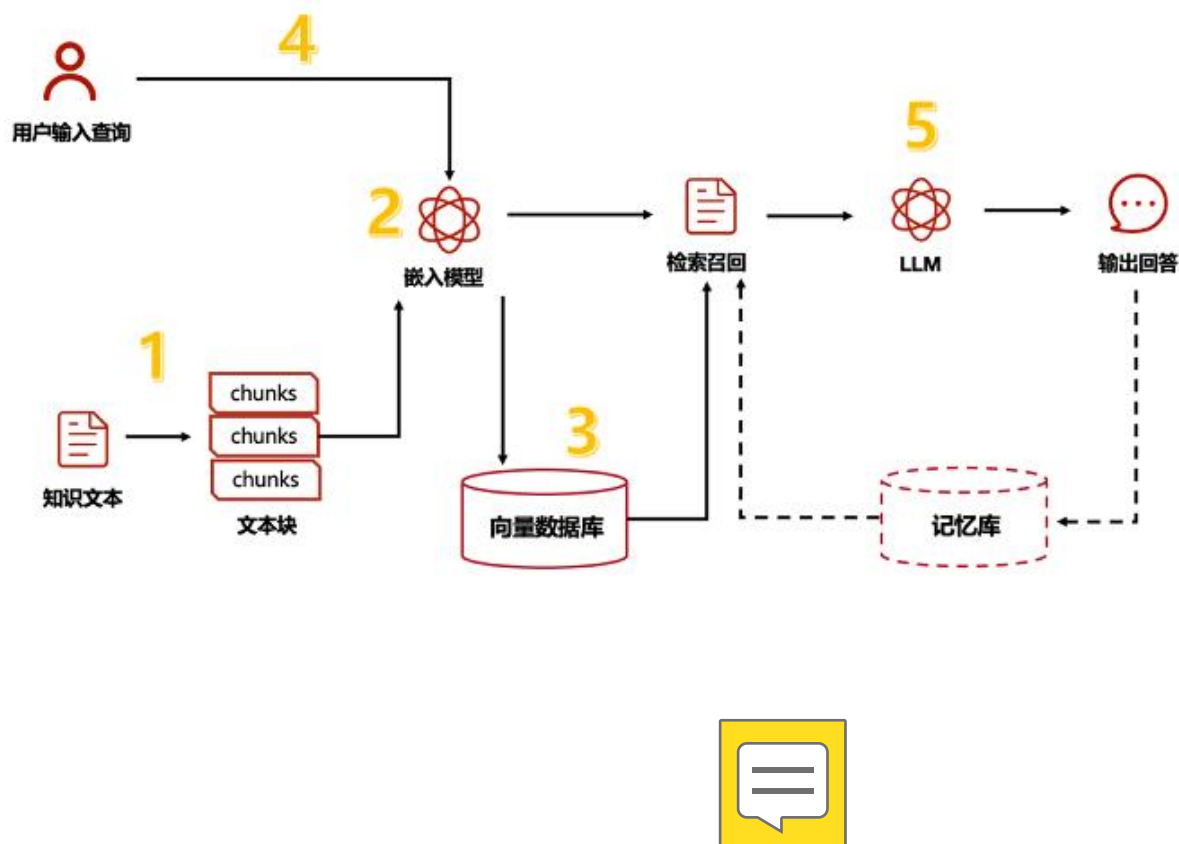 4
用户输入查询
5
2
嵌入模型
检索召回
LLM
输出回答
1
chunks
chunks
chunks
知识文本
文本块
3
向量数据库
记忆库